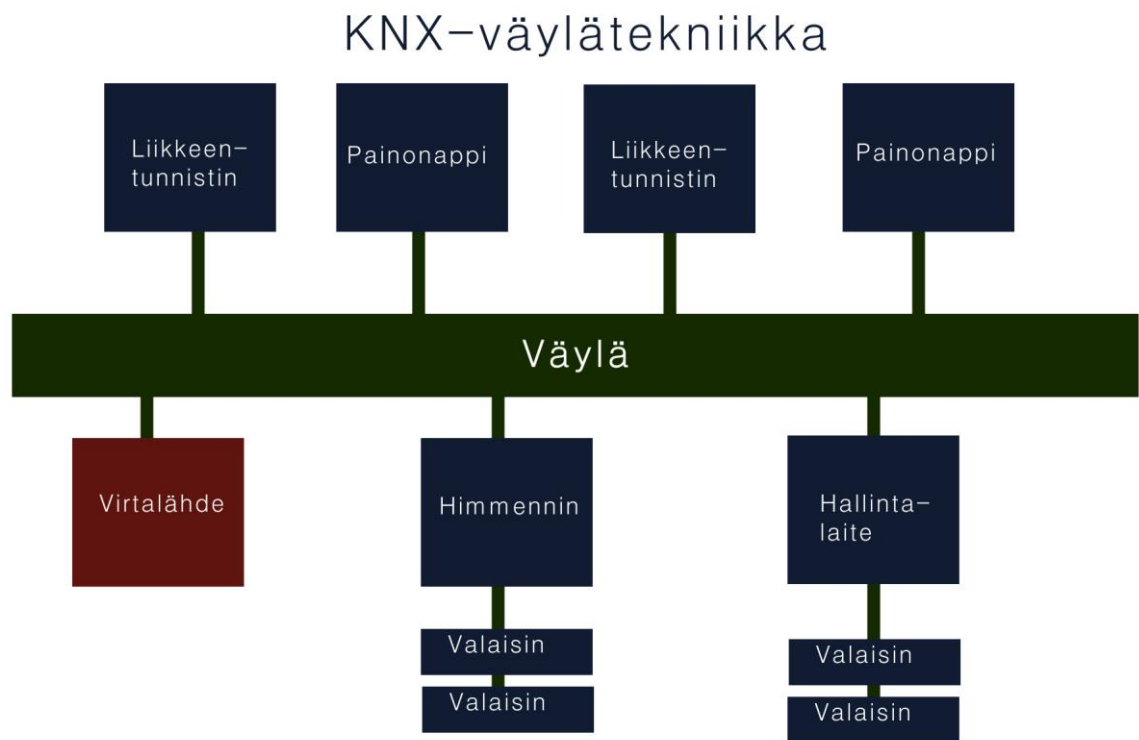 KNX-väylätekniikka
Liikkeen-
tunnistin
Painonappi
Liikkeen-
tunnistin
Painonappi
Väylä
Virtalähde
Himmennin
Hallinta-
laite
Valaisin
Valaisin
Valaisin
Valaisin